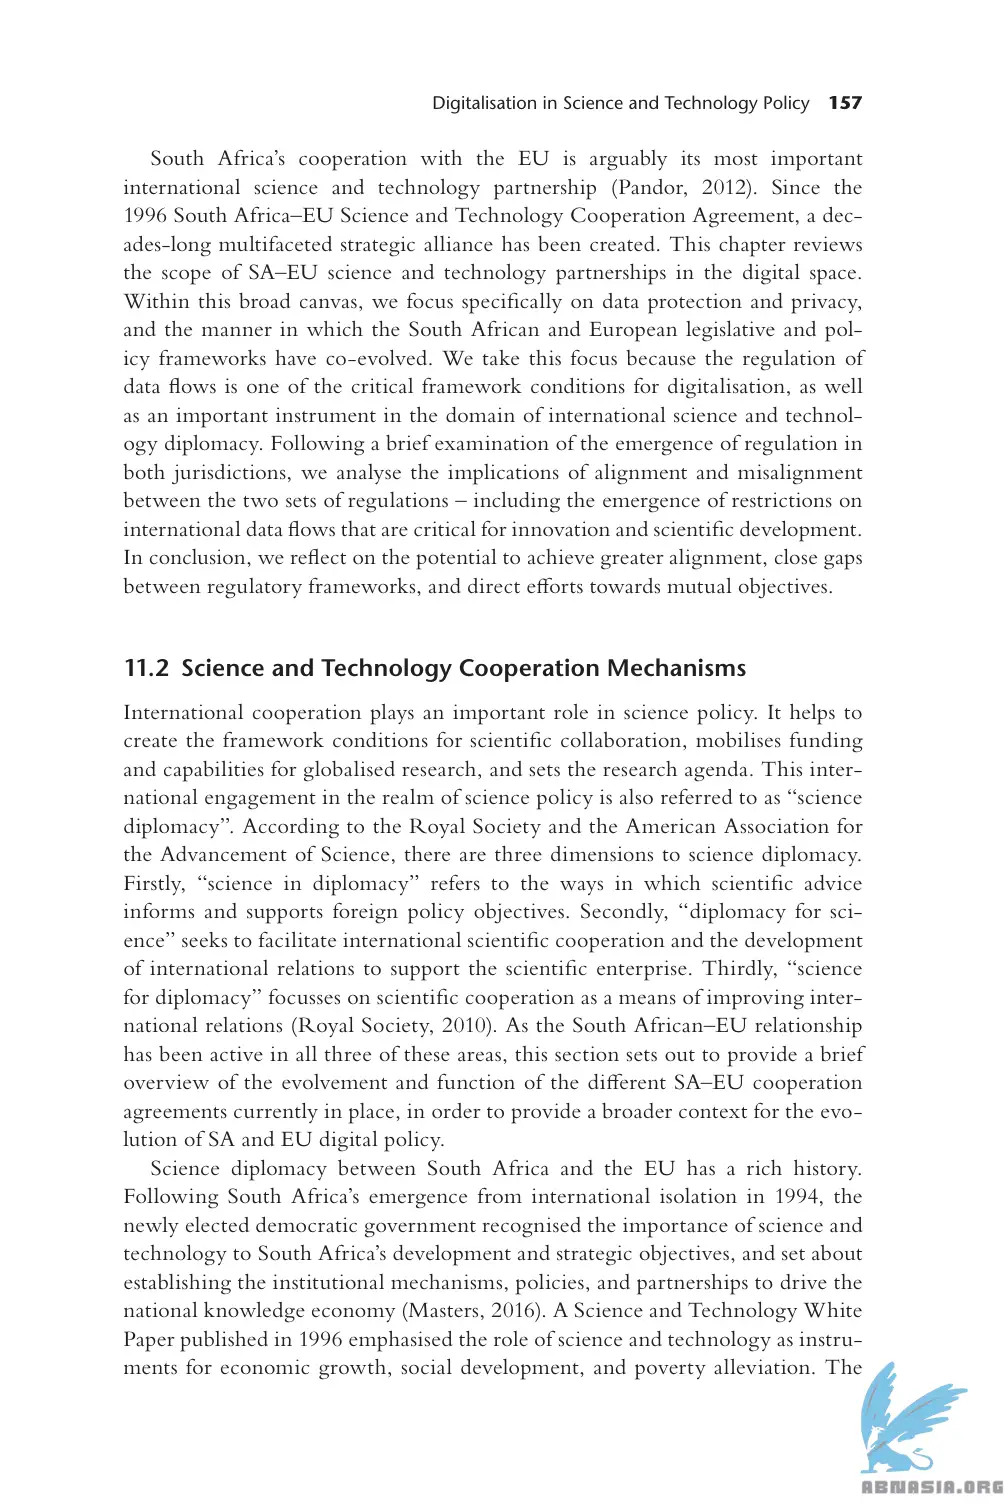 Digitalisation in Science and Technology Policy 157
South Africa’s cooperation with the EU is arguably its most important
international science and technology partnership (Pandor, 2012). Since the
1996 South Africa–EU Science and Technology Cooperation Agreement, a dec-
ades-long multifaceted strategic alliance has been created. This chapter reviews
the scope of SA–EU science and technology partnerships in the digital space.
Within this broad canvas, we focus specifically on data protection and privacy,
and the manner in which the South African and European legislative and pol-
icy frameworks have co-evolved. We take this focus because the regulation of
data flows is one of the critical framework conditions for digitalisation, as well
as an important instrument in the domain of international science and technol-
ogy diplomacy. Following a brief examination of the emergence of regulation in
both jurisdictions, we analyse the implications of alignment and misalignment
between the two sets of regulations – including the emergence of restrictions on
international data flows that are critical for innovation and scientific development.
In conclusion, we reflect on the potential to achieve greater alignment, close gaps
between regulatory frameworks, and direct efforts towards mutual objectives.
11.2 Science and Technology Cooperation Mechanisms
International cooperation plays an important role in science policy. It helps to
create the framework conditions for scientific collaboration, mobilises funding
and capabilities for globalised research, and sets the research agenda. This inter-
national engagement in the realm of science policy is also referred to as “science
diplomacy”. According to the Royal Society and the American Association for
the Advancement of Science, there are three dimensions to science diplomacy.
Firstly, “science in diplomacy” refers to the ways in which scientific advice
informs and supports foreign policy objectives. Secondly, “diplomacy for sci-
ence” seeks to facilitate international scientific cooperation and the development
of international relations to support the scientific enterprise. Thirdly, “science
for diplomacy” focusses on scientific cooperation as a means of improving inter-
national relations (Royal Society, 2010). As the South African–EU relationship
has been active in all three of these areas, this section sets out to provide a brief
overview of the evolvement and function of the different SA–EU cooperation
agreements currently in place, in order to provide a broader context for the evo-
lution of SA and EU digital policy.
Science diplomacy between South Africa and the EU has a rich history.
Following South Africa’s emergence from international isolation in 1994, the
newly elected democratic government recognised the importance of science and
technology to South Africa’s development and strategic objectives, and set about
establishing the institutional mechanisms, policies, and partnerships to drive the
national knowledge economy (Masters, 2016). A Science and Technology White
Paper published in 1996 emphasised the role of science and technology as instru-
ments for economic growth, social development, and poverty alleviation. The
ABNASIA.ORG